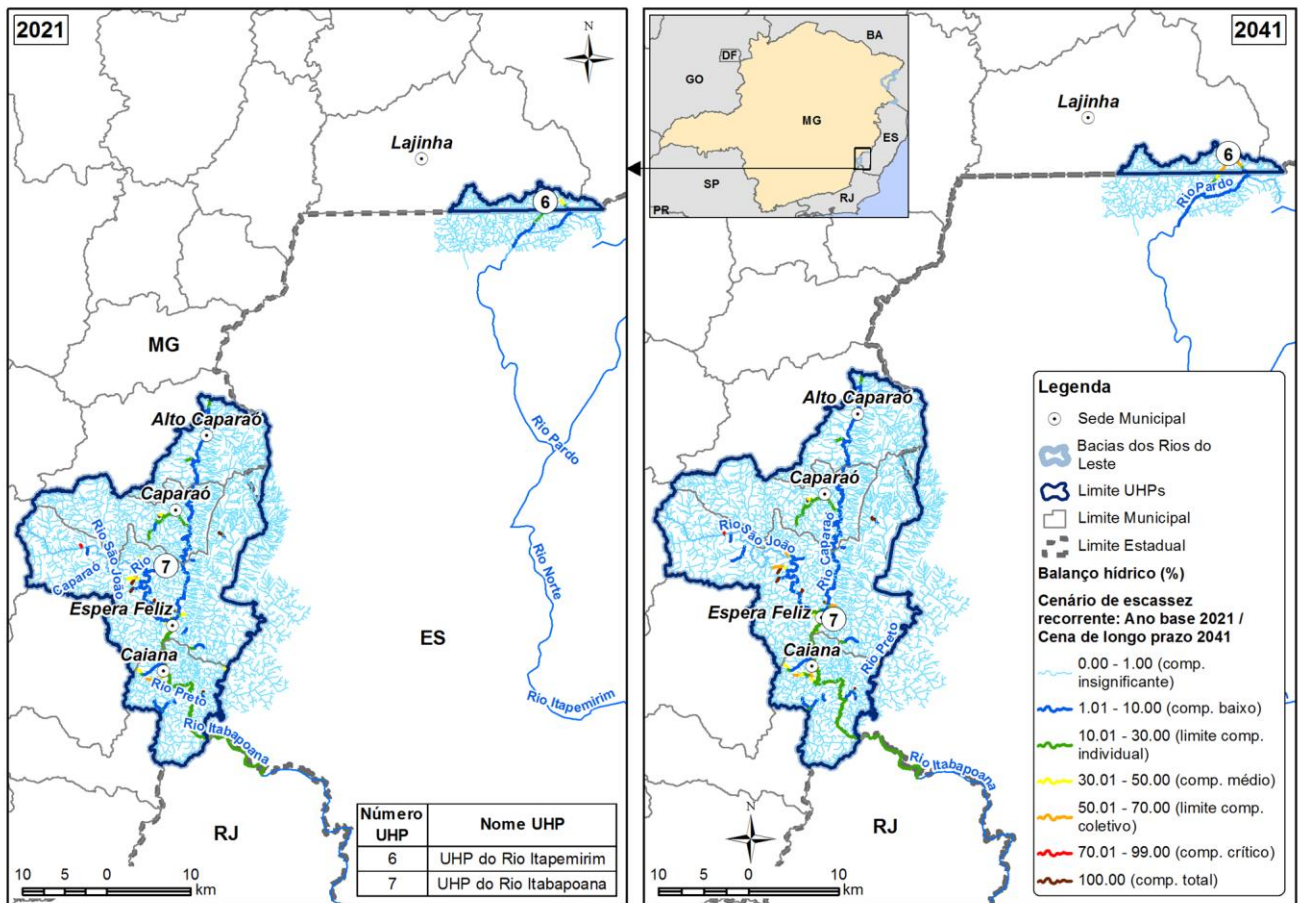 2021
N
Lajinha
6
MG
Alto Caparaó
Caparaó
Rio São João
Rio
Caparaó
7
Espera Feliz
Caiana
Rio Preto
Rio Itabapoana
ES
Rio Pardo
Rio Norte
Rio Itapemirim
RJ
Número UHP
Nome UHP
6
UHP do Rio Itapemirim
7
UHP do Rio Itabapoana
10 5 0 10
km
2041
BA
DF
GO
MG
ES
SP
RJ
PR
Lajinha
6
Rio Pardo
Alto Caparaó
Caparaó
Rio São João
Rio Caparaó
Espera Feliz
7
Caiana
Rio Preto
Rio Itabapoana
N
RJ
10 5 0 10
km
Legenda
Sede Municipal
Bacias dos Rios do
Leste
Limite UHPs
Limite Municipal
Limite Estadual
Balanço hídrico (%)
Cenário de escassez
recorrente: Ano base 2021 /
Cena de longo prazo 2041
0.00 - 1.00 (comp.
insignificante)
1.01 - 10.00 (comp. baixo)
10.01 - 30.00 (limite comp.
individual)
30.01 - 50.00 (comp. médio)
50.01 - 70.00 (limite comp.
coletivo)
70.01 - 99.00 (comp. crítico)
100.00 (comp. total)